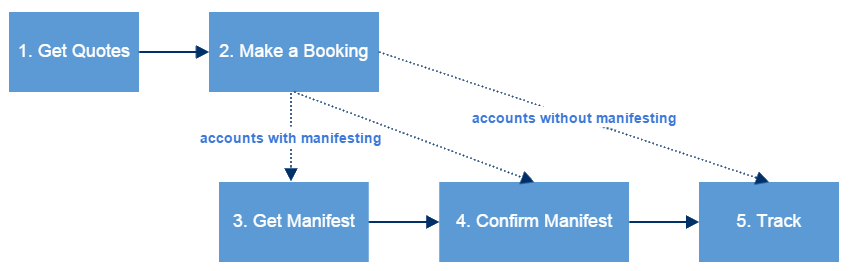 1. Get Quotes
2. Make a Booking
accounts without manifesting
accounts with manifesting
3. Get Manifest
4. Confirm Manifest
5. Track